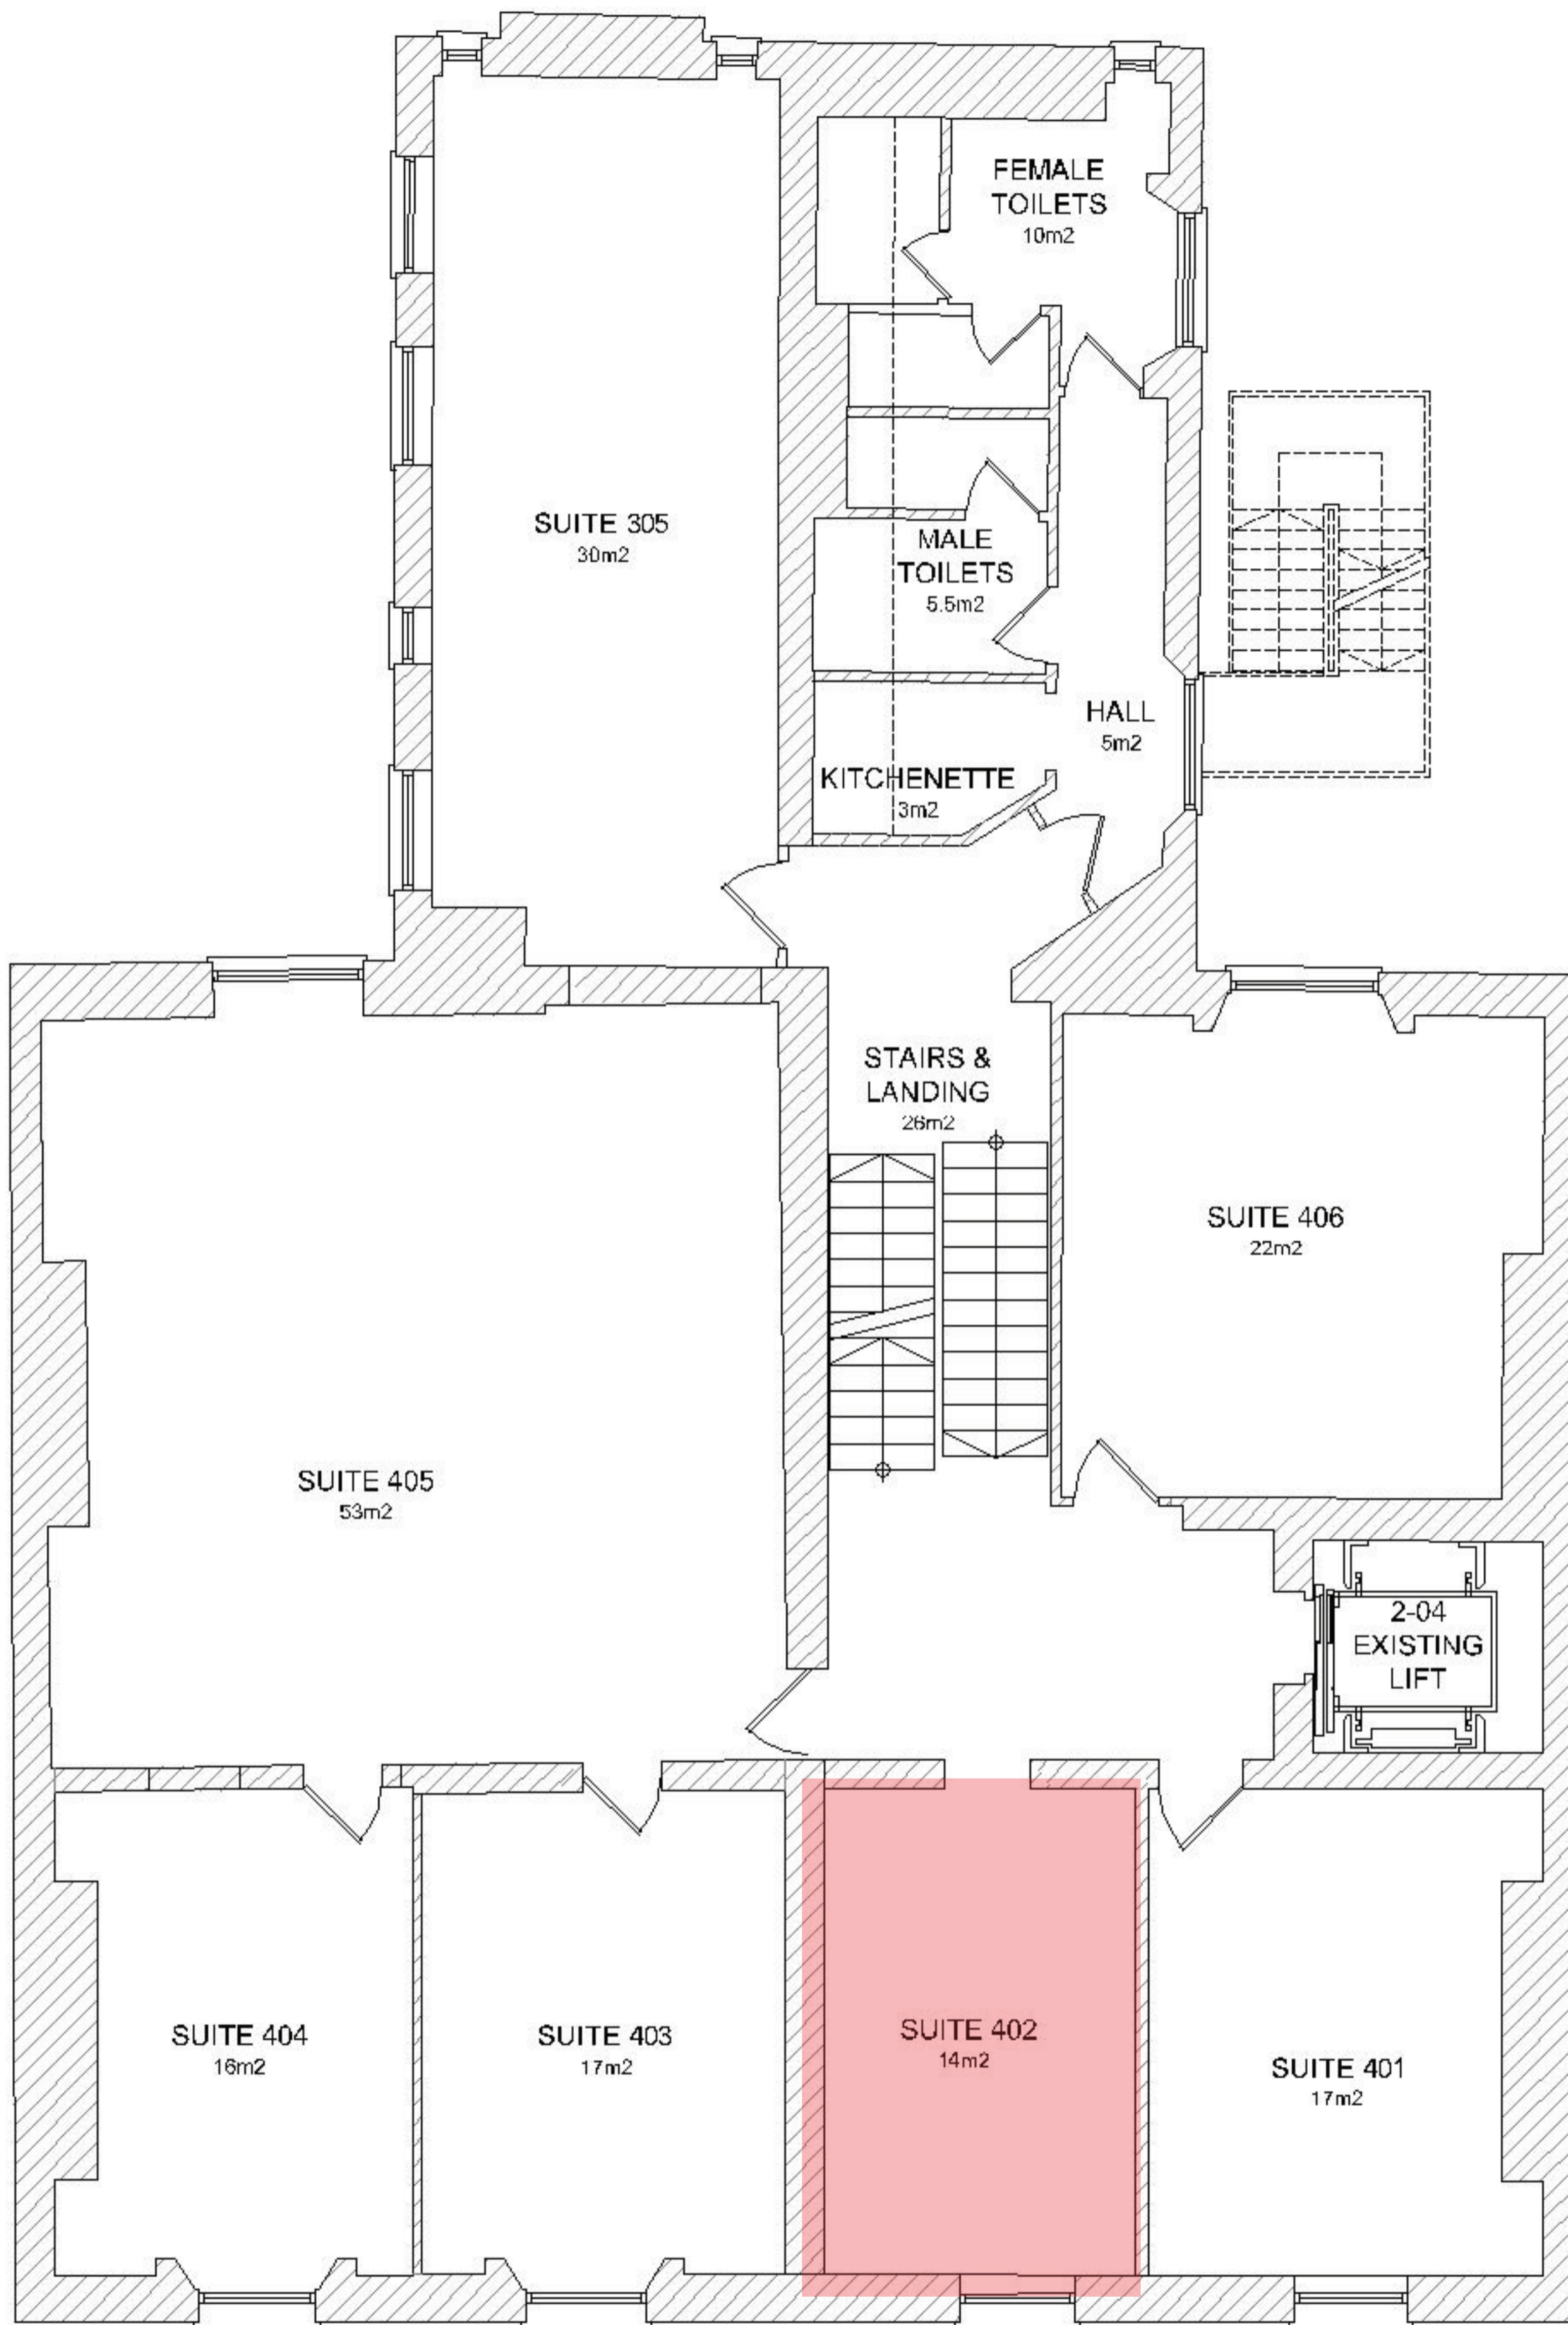 FEMALE
TOILETS
10m2
SUITE 305
30m2
MALE
TOILETS
5.5m2
HALL
5m2
KITCHENETTE
3m2
STAIRS &
LANDING
26m2
SUITE 406
22m2
SUITE 405
53m2
2-04
EXISTING
LIFT
SUITE 404
16m2
SUITE 403
17m2
SUITE 402
14m2
SUITE 401
17m2